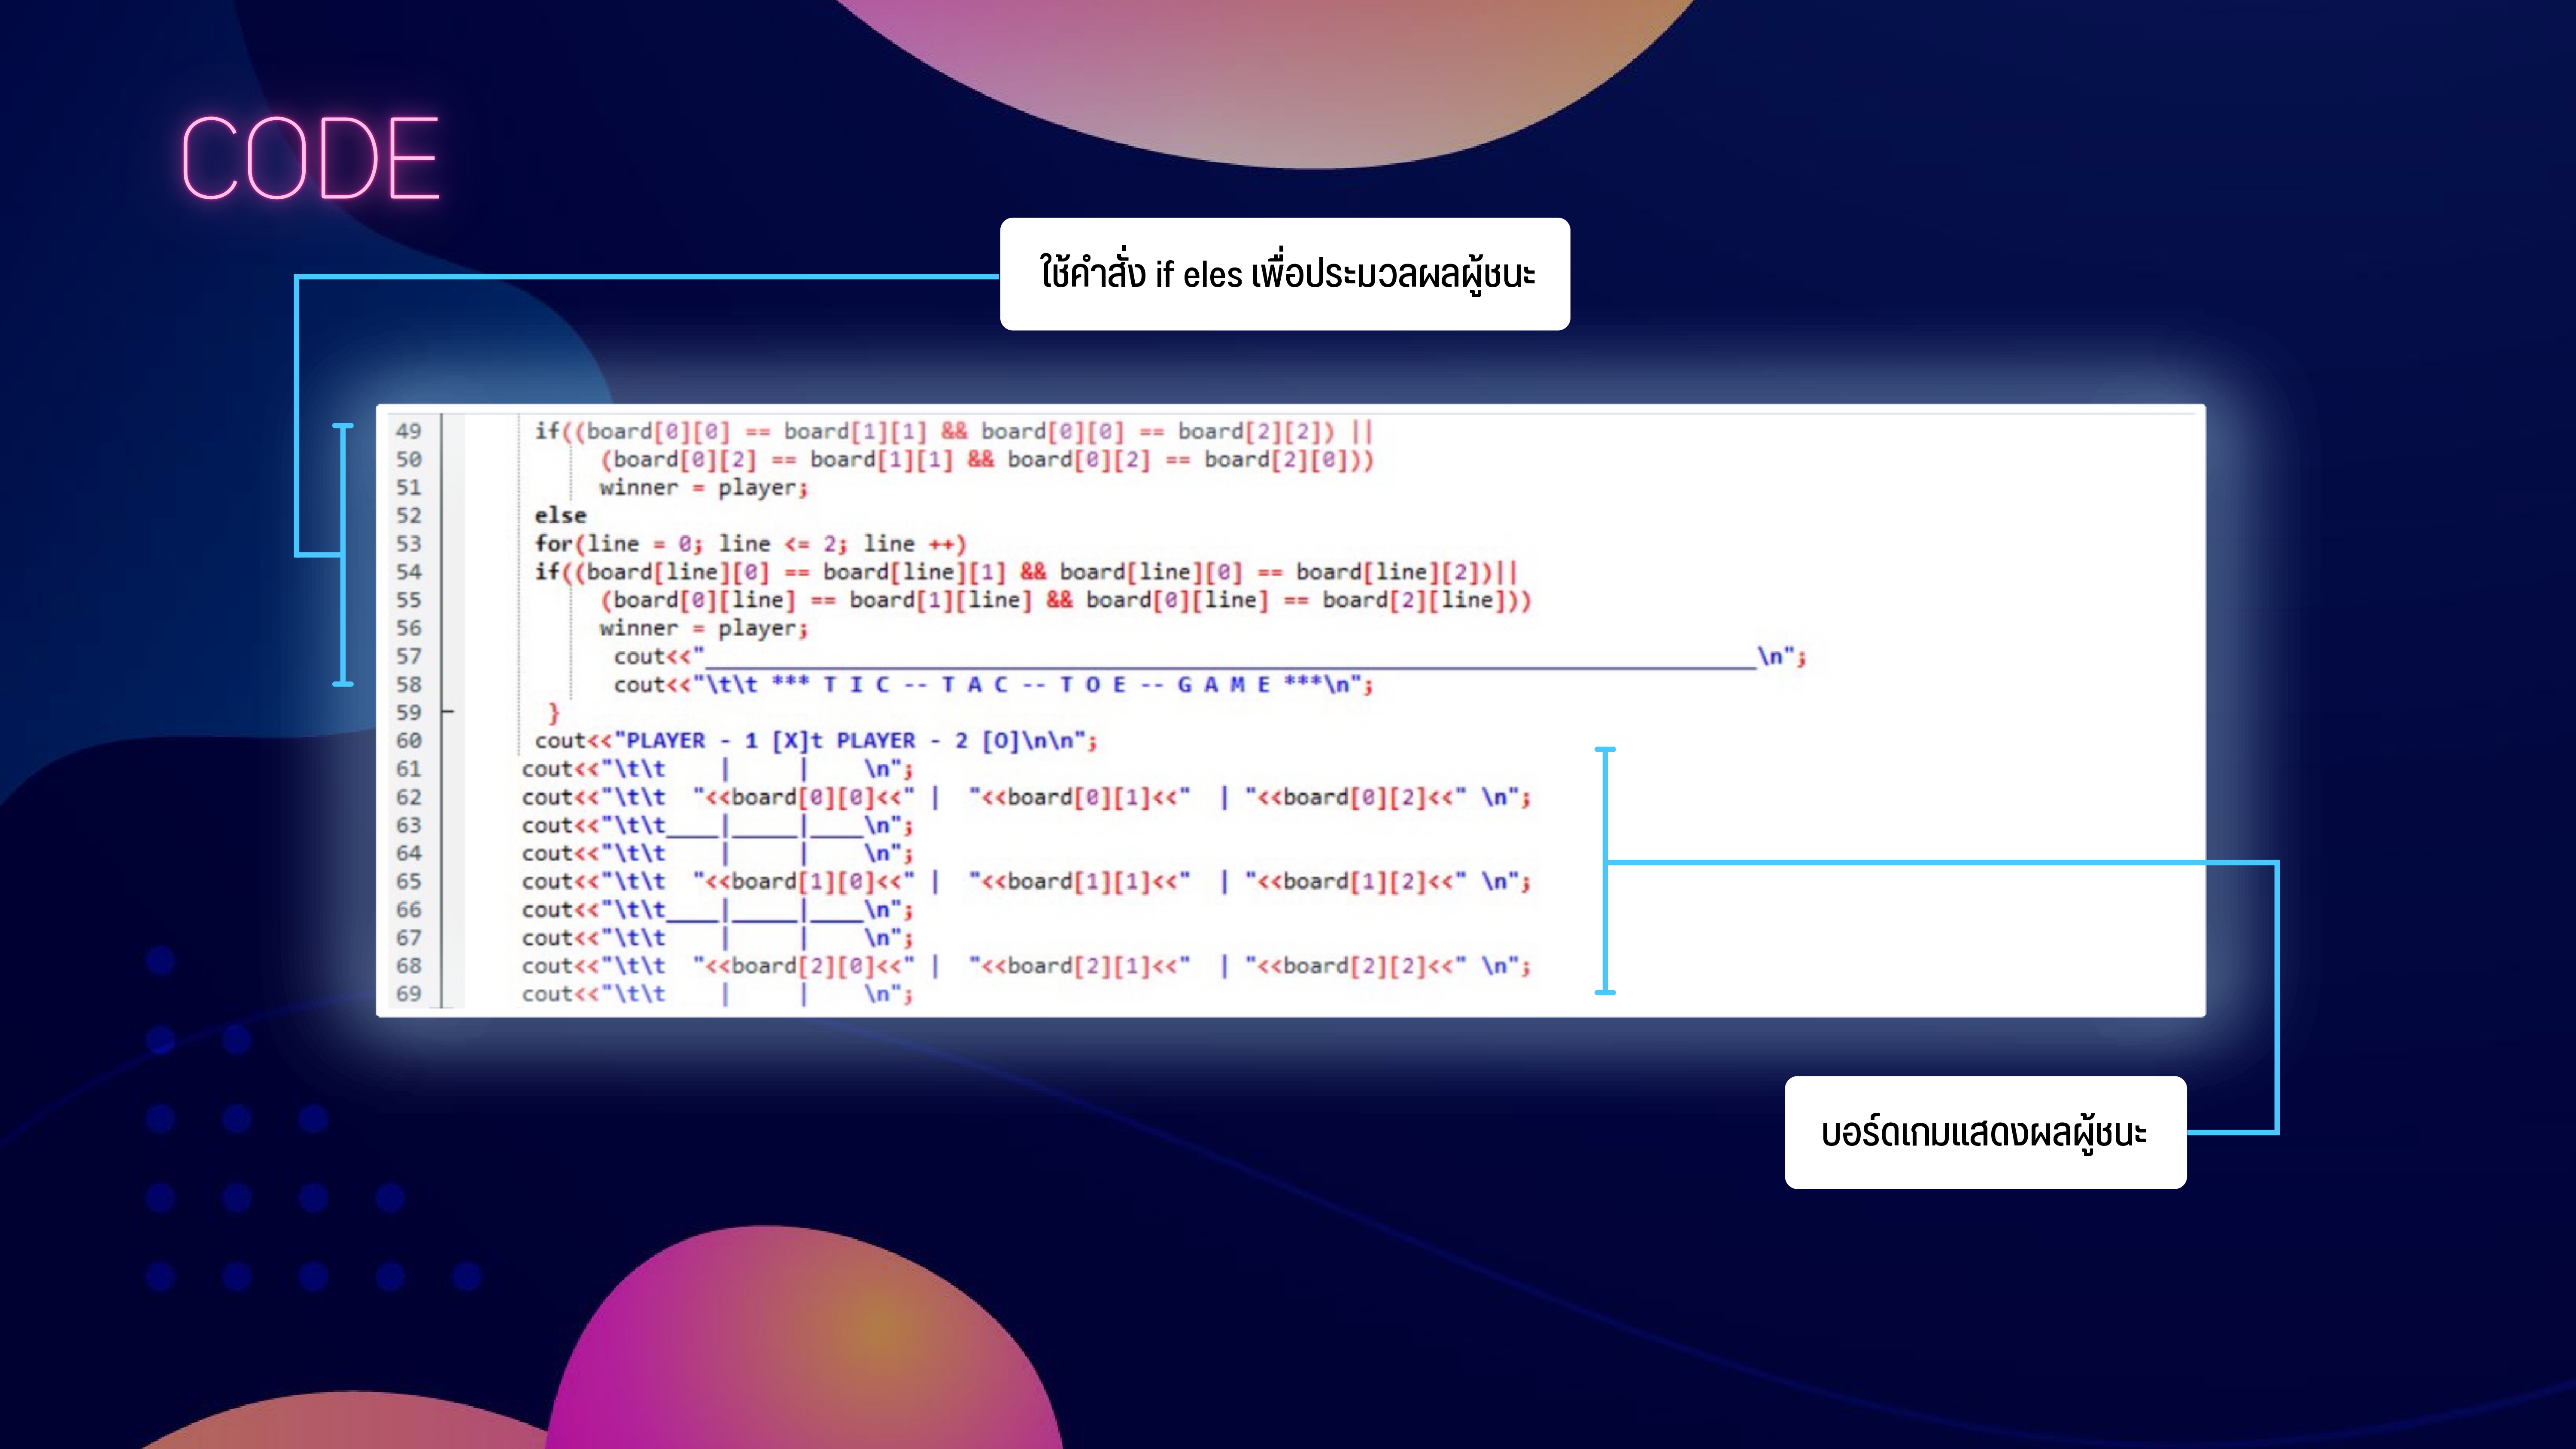 CODE
ใช้คำสั่ง if eles เพื่อประมวลผลผู้ชนะ
49 if((board[0][0] == board[1][1] && board[0][0] == board[2][2]) ||
50 (board[0][2] == board[1][1] && board[0][2] == board[2][0]))
51 winner = player;
52 else
53 for(line = 0; line <= 2; line ++)
54 if((board[line][0] == board[line][1] && board[line][0] == board[line][2])||
55 (board[0][line] == board[1][line] && board[0][line] == board[2][line]))
56 winner = player;
57 cout<<"________________________________________________________________________________\n";
58 cout<<"\t\t *** T I C -- T A C -- T O E -- G A M E ***\n";
59 }
60 cout<<"PLAYER - 1 [X]t PLAYER - 2 [O]\n\n";
61 cout<<"\t\t    |     |    \n";
62 cout<<"\t\t  "<<board[0][0]<<" |  "<<board[0][1]<<"  | "<<board[0][2]<<" \n";
63 cout<<"\t\t____|_____|____\n";
64 cout<<"\t\t    |     |    \n";
65 cout<<"\t\t  "<<board[1][0]<<" |  "<<board[1][1]<<"  | "<<board[1][2]<<" \n";
66 cout<<"\t\t____|_____|____\n";
67 cout<<"\t\t    |     |    \n";
68 cout<<"\t\t  "<<board[2][0]<<" |  "<<board[2][1]<<"  | "<<board[2][2]<<" \n";
69 cout<<"\t\t    |     |    \n";
บอร์ดเกมแสดงผลผู้ชนะ